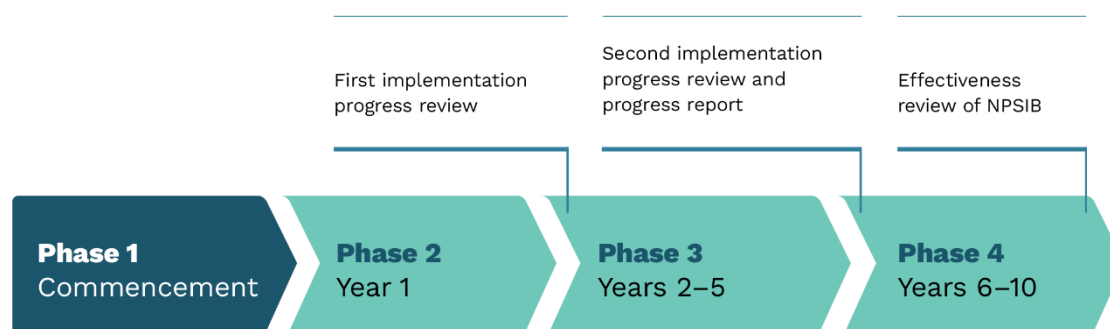 First implementation
progress review
Second implementation
progress review and
progress report
Effectiveness
review of NPSIB
Phase 1
Commencement
Phase 2
Year 1
Phase 3
Years 2–5
Phase 4
Years 6–10